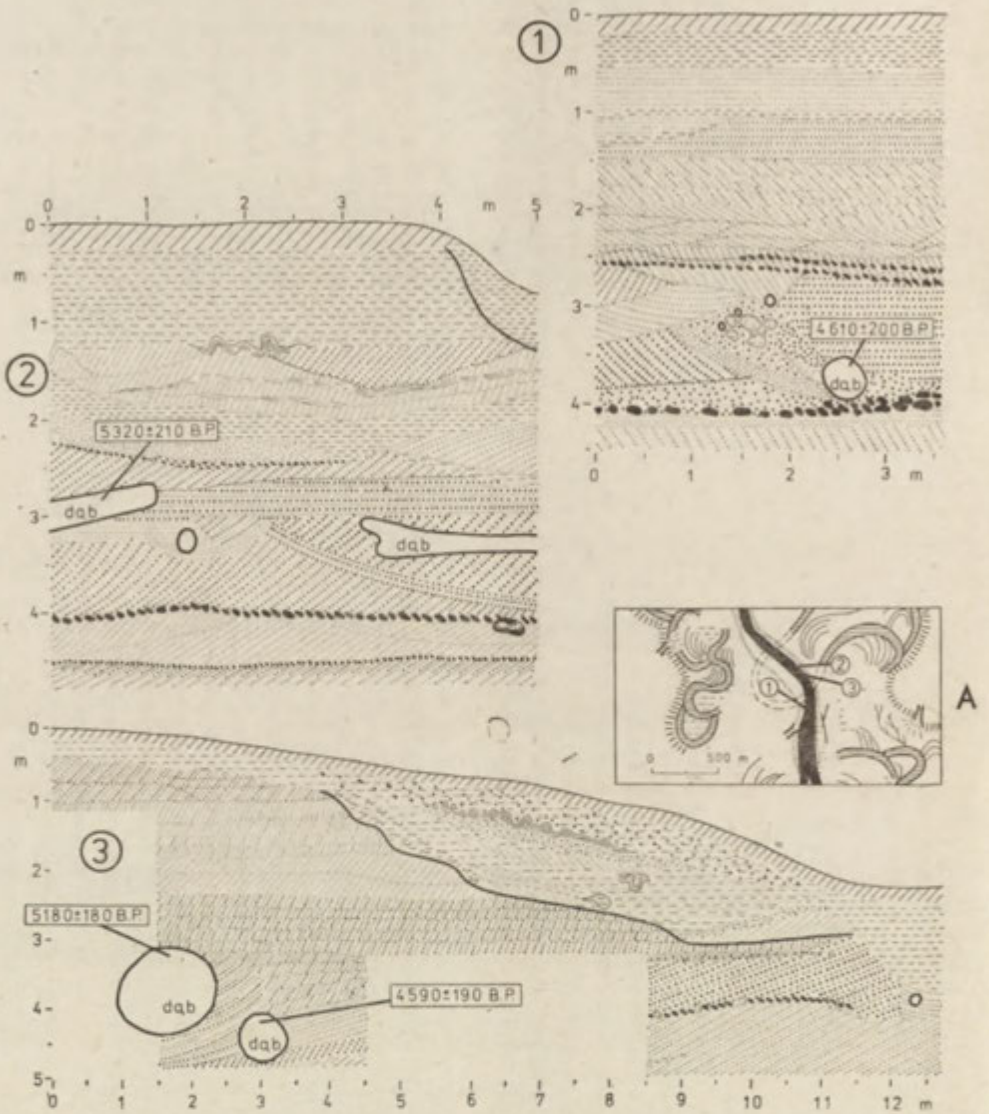 ①
0
m
1
2
3
4610±200 B.P.
dąb
4
0 1 2 3 m
0 1 2 3 4 m 5
0
m
1
②
2
5320±210 B.P.
dąb
3
dąb
4
②
③
①
0 500 m
A
0
m
1
③
2
5180±180 B.P.
3
dąb
4590±190 B.P.
4
dąb
5
0 1 2 3 4 5 6 7 8 9 10 11 12 m